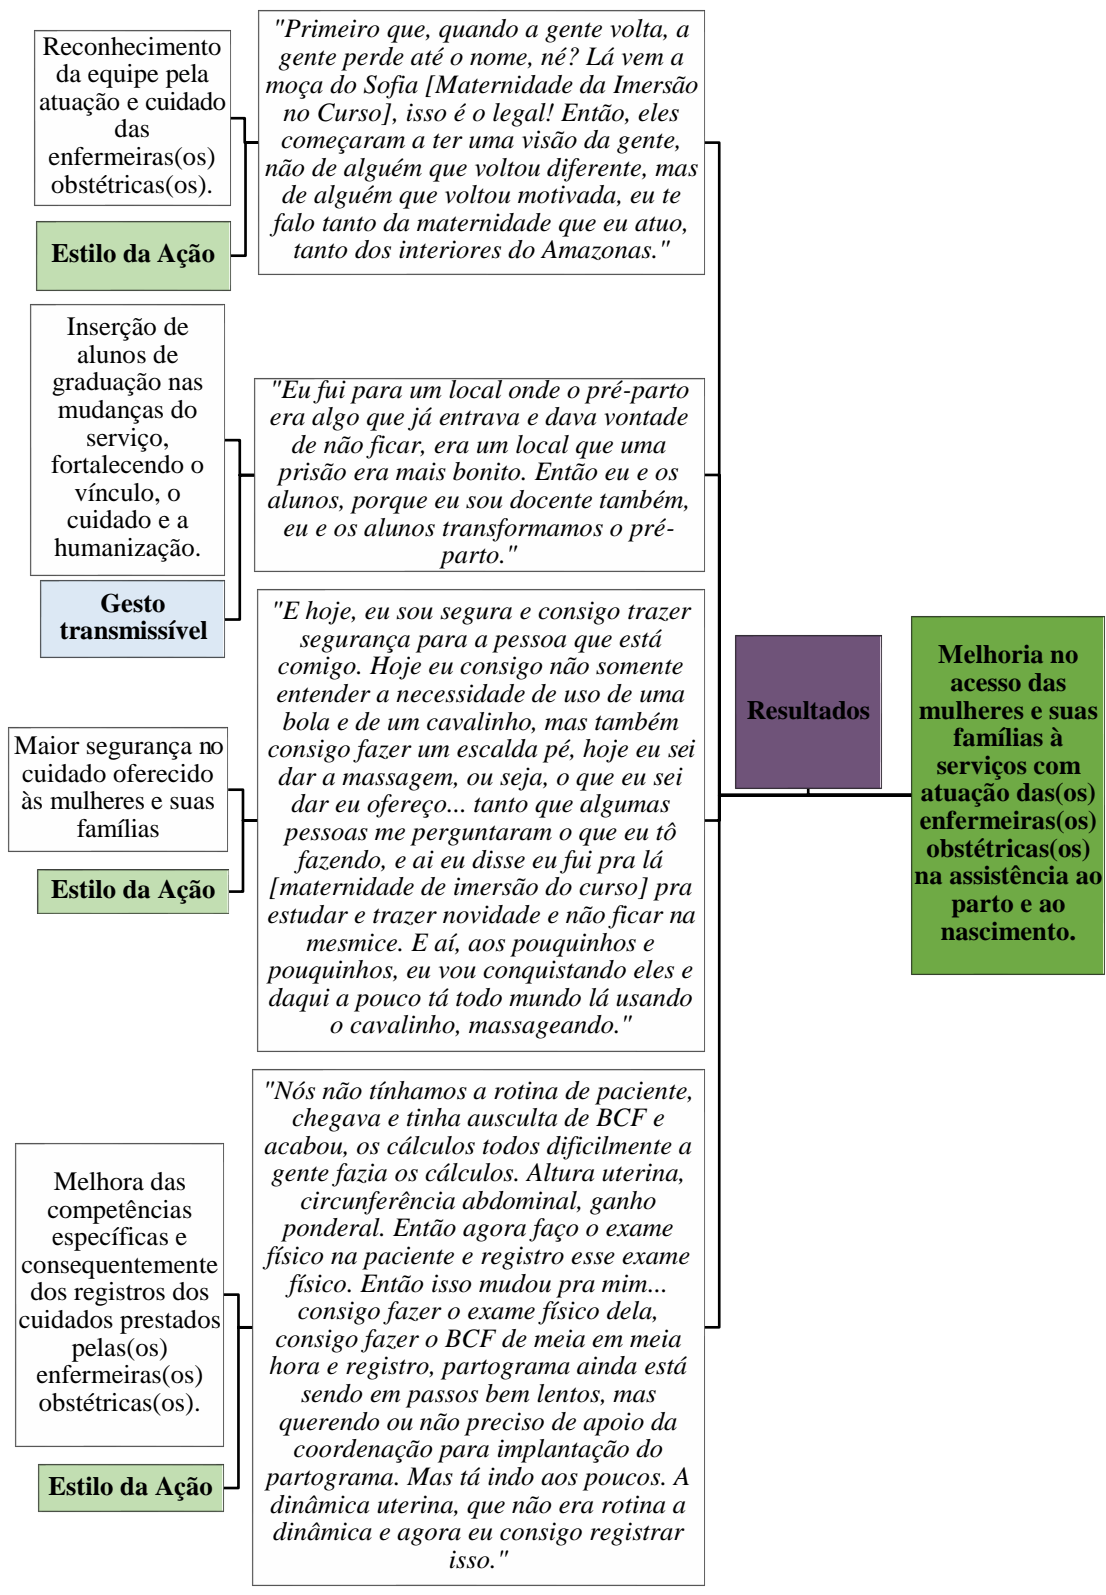 Reconhecimento
da equipe pela
atuação e cuidado
das
enfermeiras(os)
obstétricas(os).
Estilo da Ação
"Primeiro que, quando a gente volta, a
gente perde até o nome, né? Lá vem a
moça do Sofia [Maternidade da Imersão
no Curso], isso é o legal! Então, eles
começaram a ter uma visão da gente,
não de alguém que voltou diferente, mas
de alguém que voltou motivada, eu te
falo tanto da maternidade que eu atuo,
tanto dos interiores do Amazonas."
Inserção de
alunos de
graduação nas
mudanças do
serviço,
fortalecendo o
vínculo, o
cuidado e a
humanização.
Gesto
transmissível
"Eu fui para um local onde o pré-parto
era algo que já entrava e dava vontade
de não ficar, era um local que uma
prisão era mais bonito. Então eu e os
alunos, porque eu sou docente também,
eu e os alunos transformamos o pré-
parto."
Maior segurança no
cuidado oferecido
às mulheres e suas
famílias
Estilo da Ação
"E hoje, eu sou segura e consigo trazer
segurança para a pessoa que está
comigo. Hoje eu consigo não somente
entender a necessidade de uso de uma
bola e de um cavalinho, mas também
consigo fazer um escalda pé, hoje eu sei
dar a massagem, ou seja, o que eu sei
dar eu ofereço... tanto que algumas
pessoas me perguntaram o que eu tô
fazendo, e ai eu disse eu fui pra lá
[maternidade de imersão do curso] pra
estudar e trazer novidade e não ficar na
mesmice. E aí, aos pouquinhos e
pouquinhos, eu vou conquistando eles e
daqui a pouco tá todo mundo lá usando
o cavalinho, massageando."
Melhora das
competências
específicas e
consequentemente
dos registros dos
cuidados prestados
pelas(os)
enfermeiras(os)
obstétricas(os).
Estilo da Ação
"Nós não tínhamos a rotina de paciente,
chegava e tinha ausculta de BCF e
acabou, os cálculos todos dificilmente a
gente fazia os cálculos. Altura uterina,
circunferência abdominal, ganho
ponderal. Então agora faço o exame
físico na paciente e registro esse exame
físico. Então isso mudou pra mim...
consigo fazer o exame físico dela,
consigo fazer o BCF de meia em meia
hora e registro, partograma ainda está
sendo em passos bem lentos, mas
querendo ou não preciso de apoio da
coordenação para implantação do
partograma. Mas tá indo aos poucos. A
dinâmica uterina, que não era rotina a
dinâmica e agora eu consigo registrar
isso."
Resultados
Melhoria no
acesso das
mulheres e suas
famílias à
serviços com
atuação das(os)
enfermeiras(os)
obstétricas(os)
na assistência ao
parto e ao
nascimento.